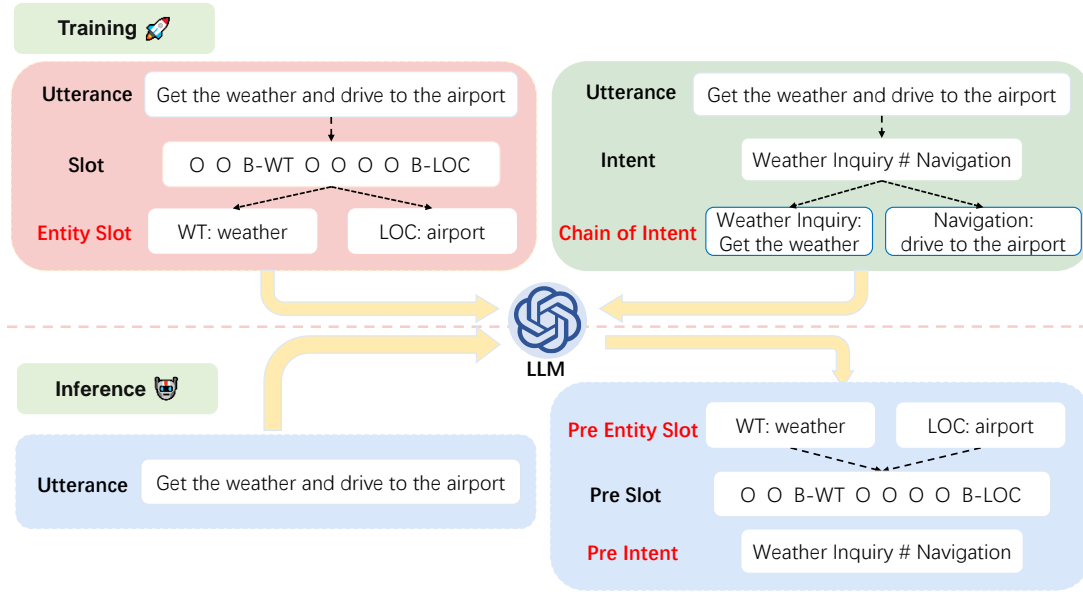 Training
Utterance
Get the weather and drive to the airport
Slot
O O B-WT O O O O B-LOC
Entity Slot
WT: weather
LOC: airport
Utterance
Get the weather and drive to the airport
Intent
Weather Inquiry # Navigation
Chain of Intent
Weather Inquiry:
Get the weather
Navigation:
drive to the airport
LLM
Inference
Utterance
Get the weather and drive to the airport
Pre Entity Slot
WT: weather
LOC: airport
Pre Slot
O O B-WT O O O O B-LOC
Pre Intent
Weather Inquiry # Navigation